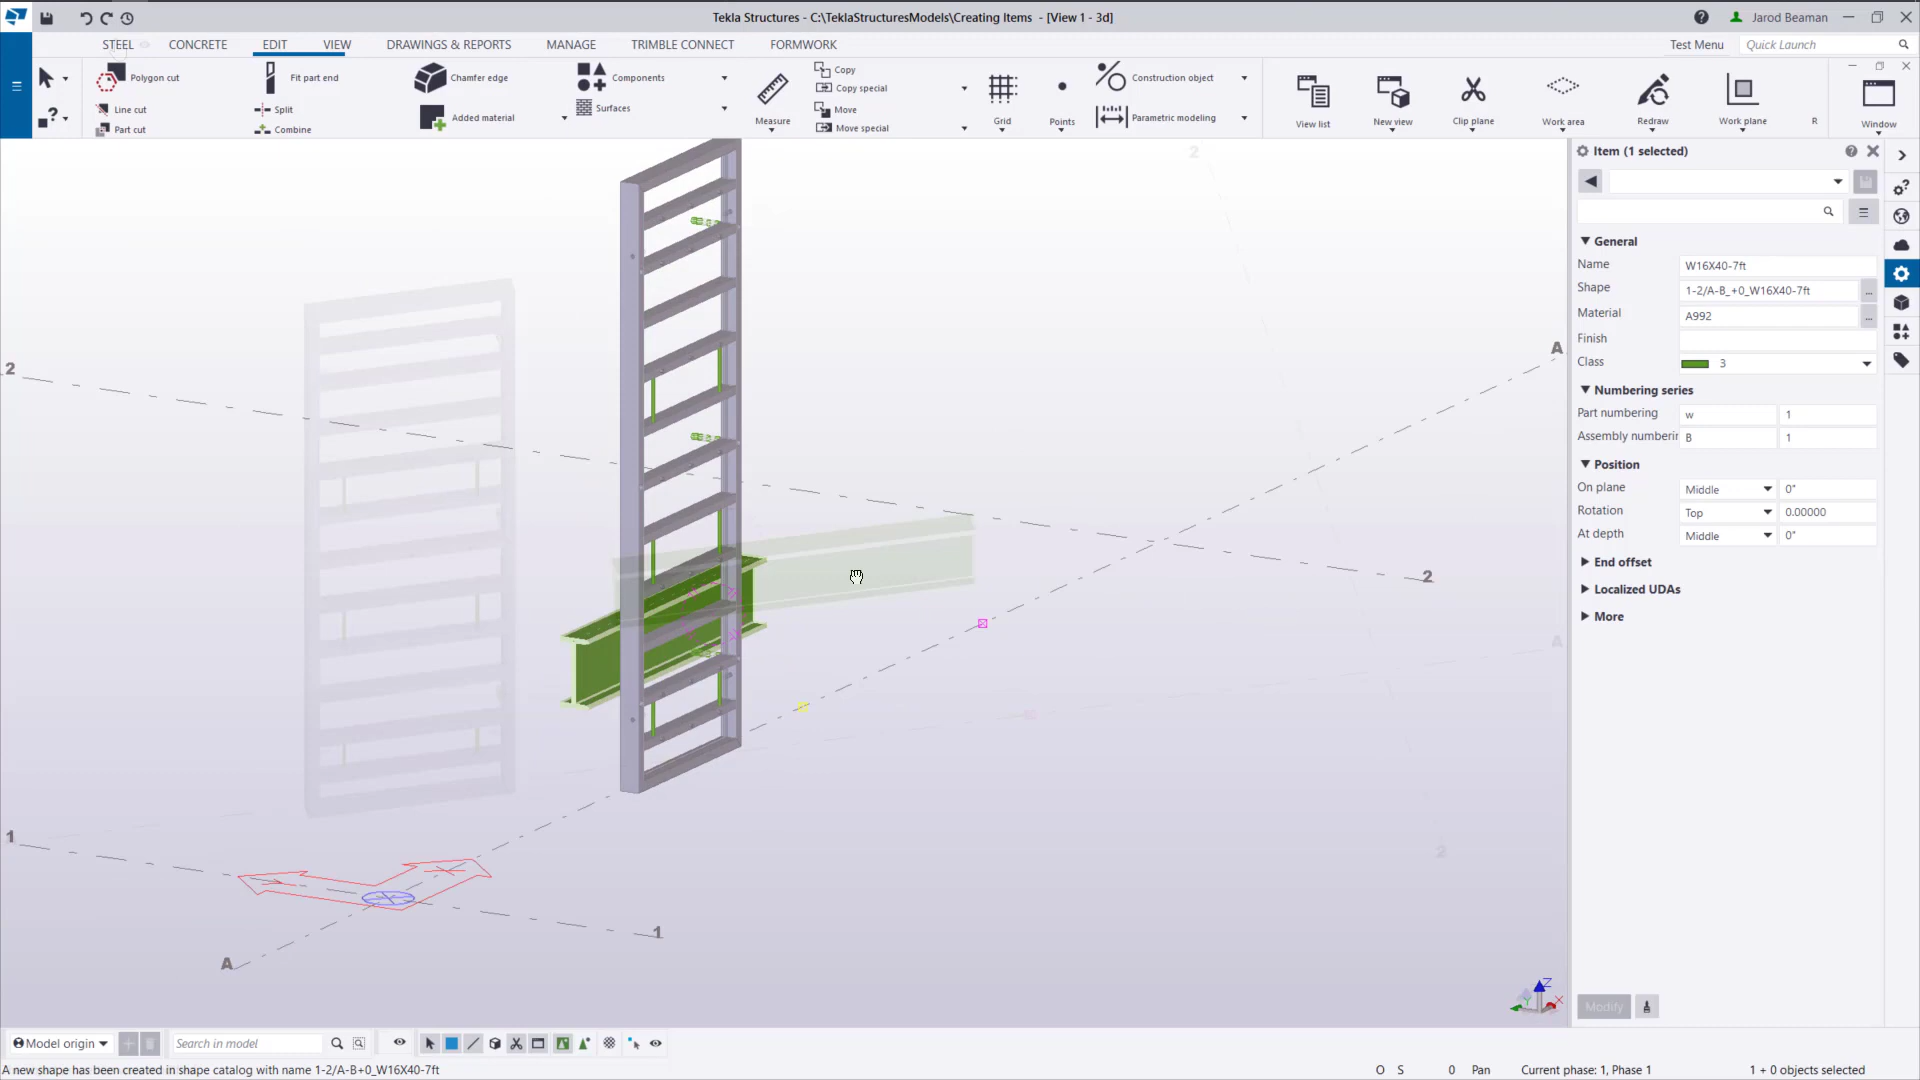 Tekla Structures - C:\TeklaStructuresModels\Creating Items - [View 1 - 3d]
Jarod Beaman
STEEL
CONCRETE
EDIT
VIEW
DRAWINGS & REPORTS
MANAGE
TRIMBLE CONNECT
FORMWORK
Test Menu
Quick Launch
Polygon cut
Line cut
Part cut
Fit part end
Split
Combine
Chamfer edge
Added material
Components
Surfaces
Measure
Copy
Copy special
Move
Move special
Grid
Points
Construction object
Parametric modeling
View list
New view
Clip plane
Work area
Redraw
Work plane
R
Window
Item (1 selected)
General
Name
W16X40-7ft
Shape
1-2/A-B_+0_W16X40-7ft
...
Material
A992
...
Finish
Class
3
Numbering series
Part numbering
w
1
Assembly numberin
B
1
Position
On plane
Middle
0"
Rotation
Top
0.00000
At depth
Middle
0"
End offset
Localized UDAs
More
Modify
2
2
A
2
A
2
1
1
A
Z
X
Model origin
Search in model
A new shape has been created in shape catalog with name 1-2/A-B+0_W16X40-7ft
O
S
0
Pan
Current phase: 1, Phase 1
1 + 0 objects selected